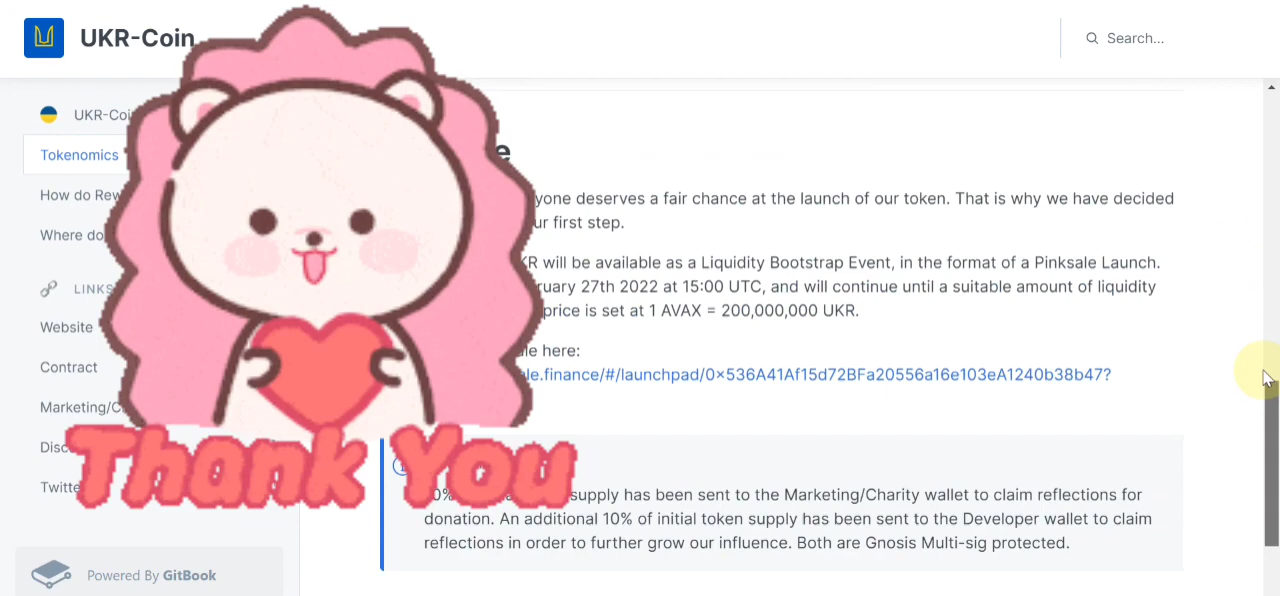 UKR-Coin
Search...
UKR-Coi
Tokenomics
How do Rew
Where do
LINKS
Website
Contract
Marketing/C
Disc
Twitte
Powered By GitBook
e
yone deserves a fair chance at the launch of our token. That is why we have decided
ur first step.
KR will be available as a Liquidity Bootstrap Event, in the format of a Pinksale Launch.
ruary 27th 2022 at 15:00 UTC, and will continue until a suitable amount of liquidity
price is set at 1 AVAX = 200,000,000 UKR.
le here:
le.finance/#/launchpad/0x536A41Af15d72BFa20556a16e103eA1240b38b47?
Thank You
0% supply has been sent to the Marketing/Charity wallet to claim reflections for
donation. An additional 10% of initial token supply has been sent to the Developer wallet to claim
reflections in order to further grow our influence. Both are Gnosis Multi-sig protected.